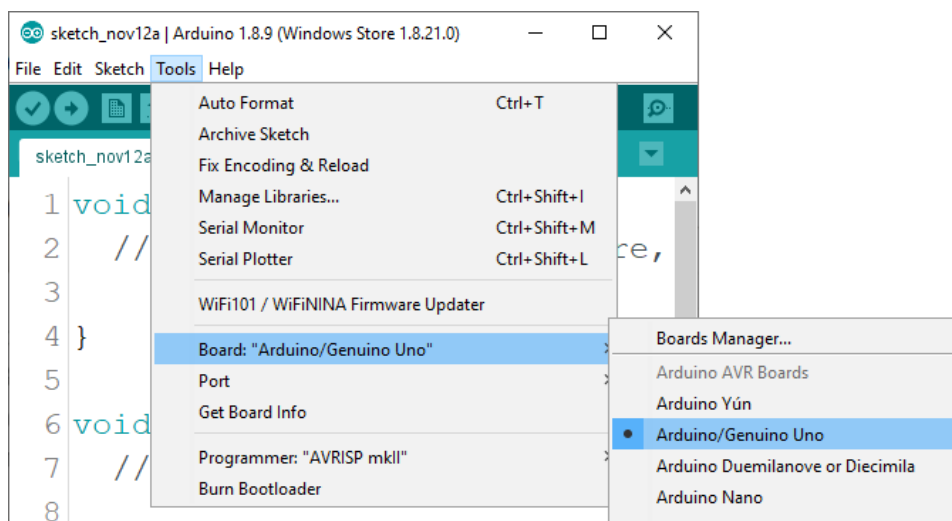 sketch_nov12a | Arduino 1.8.9 (Windows Store 1.8.21.0)
File Edit Sketch Tools Help
sketch_nov12a
Auto Format Ctrl+T
Archive Sketch
Fix Encoding & Reload
Manage Libraries... Ctrl+Shift+I
Serial Monitor Ctrl+Shift+M
Serial Plotter Ctrl+Shift+L
WiFi101 / WiFiNINA Firmware Updater
Board: "Arduino/Genuino Uno"
Port
Get Board Info
Programmer: "AVRISP mkII"
Burn Bootloader
Boards Manager...
Arduino AVR Boards
Arduino Yún
Arduino/Genuino Uno
Arduino Duemilanove or Diecimila
Arduino Nano
1 void
2 // re,
3
4 }
5
6 void
7 //
8